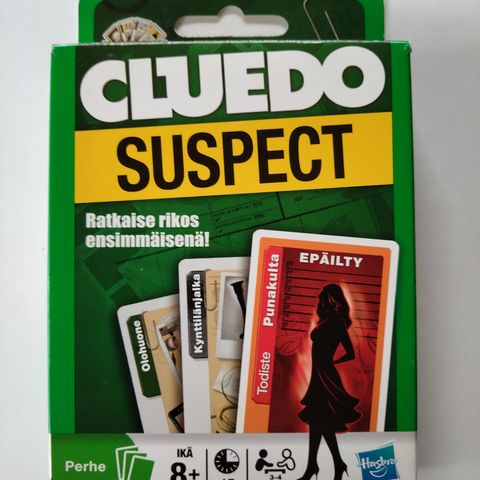 CLUEDO
SUSPECT
Ratkaise rikos
ensimmäisenä!
Olohuone
Kynttilänjalka
EPÄILTY
Todiste Punakulta
Perhe
IKÄ
8+
3-4
Hasbro